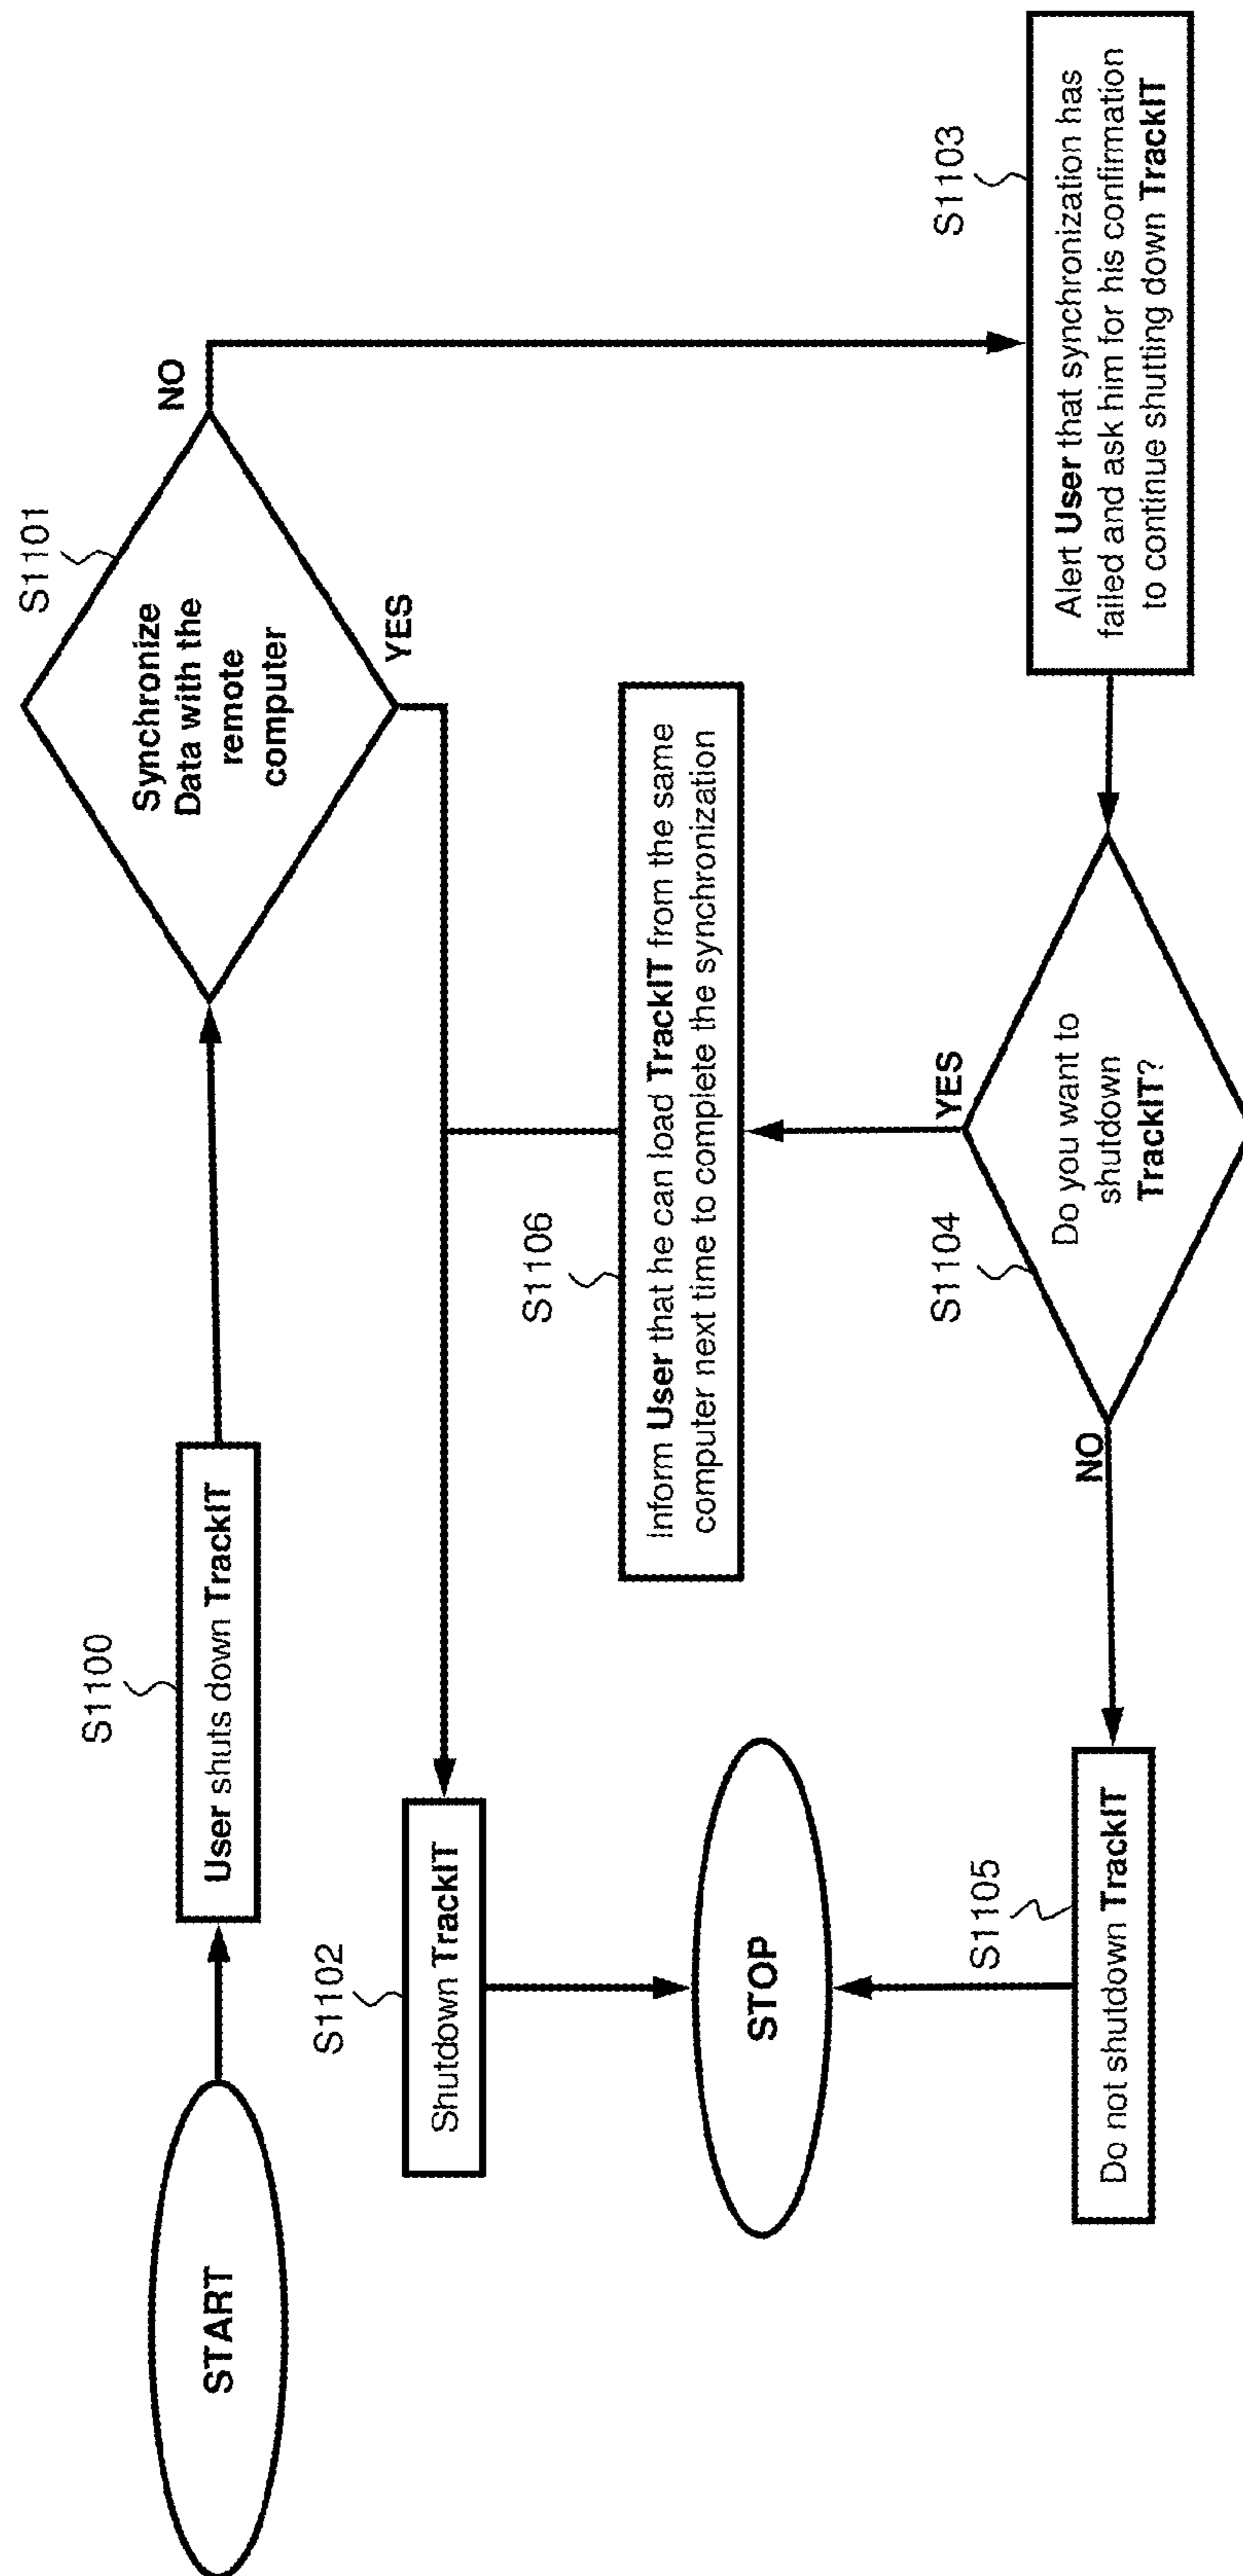 START
S1100
User shuts down TrackIT
S1101
Synchronize
Data with the
remote
computer
NO
YES
S1102
Shutdown TrackIT
S1106
Inform User that he can load TrackIT from the same
computer next time to complete the synchronization
STOP
S1103
Alert User that synchronization has
failed and ask him for his confirmation
to continue shutting down TrackIT
S1104
Do you want to
shutdown
TrackIT?
YES
NO
S1105
Do not shutdown TrackIT